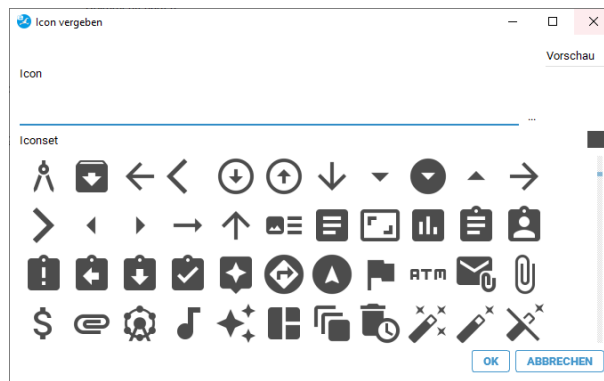 Icon vergeben
Vorschau
Icon
...
Iconset
ATM
$
OK
ABBRECHEN